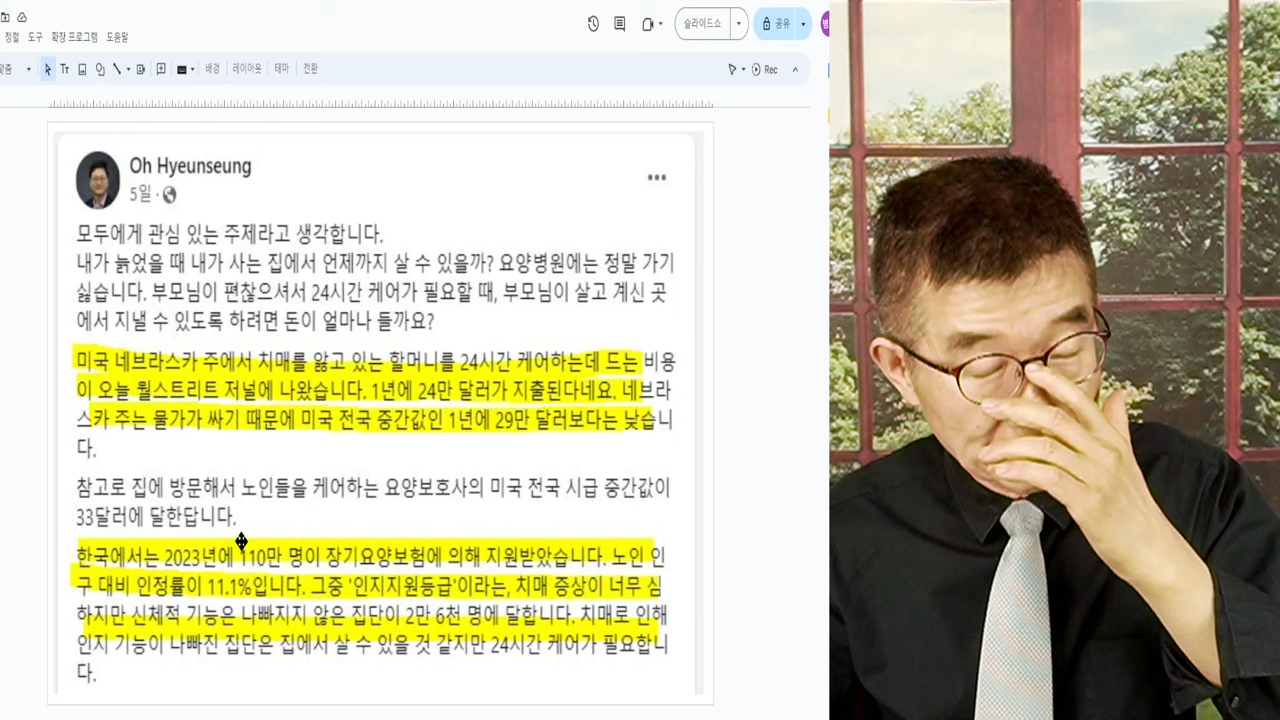 정렬 도구 확장 프로그램 도움말
슬라이드쇼
공유
배경 레이아웃 테마 전환
Rec
Oh Hyeunseung
5일
모두에게 관심 있는 주제라고 생각합니다.
내가 늙었을 때 내가 사는 집에서 언제까지 살 수 있을까? 요양병원에는 정말 가기
싫습니다. 부모님이 편찮으셔서 24시간 케어가 필요할 때, 부모님이 살고 계신 곳
에서 지낼 수 있도록 하려면 돈이 얼마나 들까요?
미국 네브라스카 주에서 치매를 앓고 있는 할머니를 24시간 케어하는데 드는 비용
이 오늘 월스트리트 저널에 나왔습니다. 1년에 24만 달러가 지출된다네요. 네브라
스카 주는 물가가 싸기 때문에 미국 전국 중간값인 1년에 29만 달러보다는 낮습니
다.
참고로 집에 방문해서 노인들을 케어하는 요양보호사의 미국 전국 시급 중간값이
33달러에 달한답니다.
한국에서는 2023년에 110만 명이 장기요양보험에 의해 지원받았습니다. 노인 인
구 대비 인정률이 11.1%입니다. 그중 '인지지원등급'이라는, 치매 증상이 너무 심
하지만 신체적 기능은 나빠지지 않은 집단이 2만 6천 명에 달합니다. 치매로 인해
인지 기능이 나빠진 집단은 집에서 살 수 있을 것 같지만 24시간 케어가 필요합니
다.